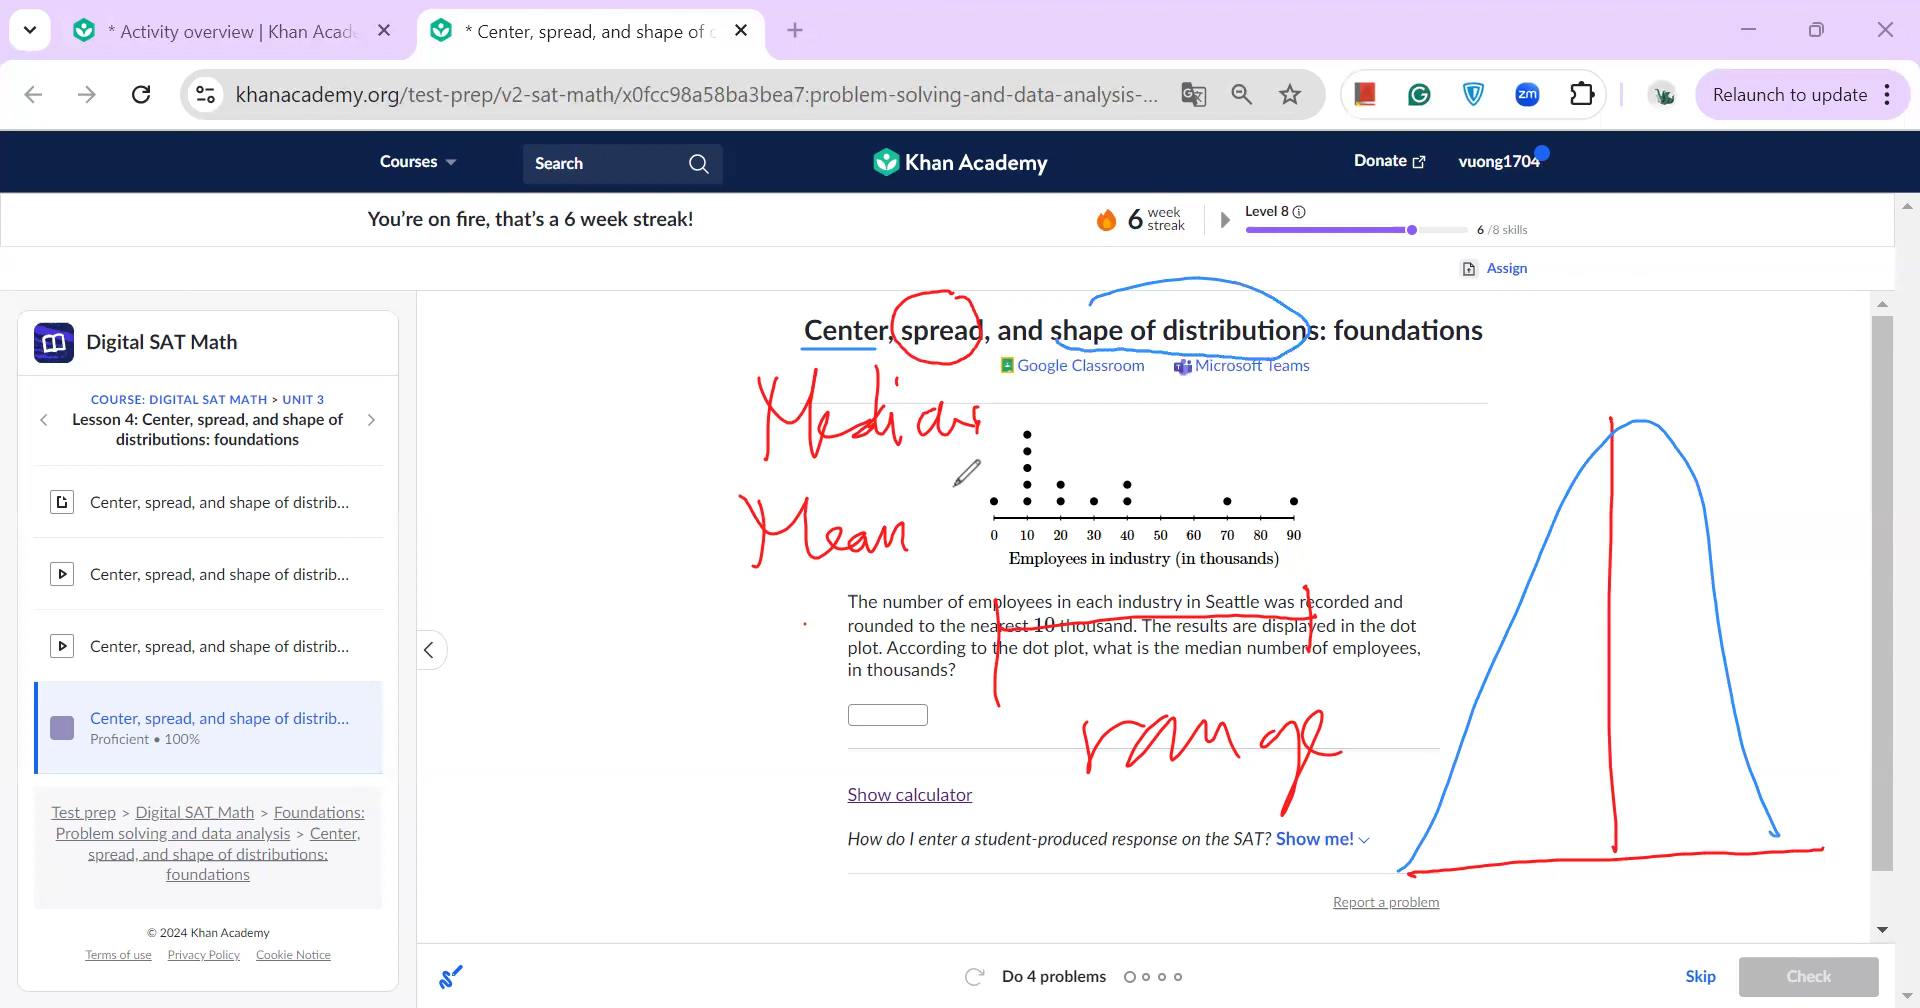 * Activity overview | Khan Acade
* Center, spread, and shape of d
khanacademy.org/test-prep/v2-sat-math/x0fcc98a58ba3bea7:problem-solving-and-data-analysis-...
zm
Relaunch to update
Courses
Search
Khan Academy
Donate
vuong1704
You're on fire, that's a 6 week streak!
6 week streak
Level 8
6 /8 skills
Assign
Digital SAT Math
COURSE: DIGITAL SAT MATH > UNIT 3
Lesson 4: Center, spread, and shape of
distributions: foundations
Center, spread, and shape of distrib...
Center, spread, and shape of distrib...
Center, spread, and shape of distrib...
Center, spread, and shape of distrib...
Proficient • 100%
Test prep > Digital SAT Math > Foundations:
Problem solving and data analysis > Center,
spread, and shape of distributions:
foundations
© 2024 Khan Academy
Terms of use Privacy Policy Cookie Notice
Center, spread, and shape of distributions: foundations
Google Classroom Microsoft Teams
Median
Mean
0 10 20 30 40 50 60 70 80 90
Employees in industry (in thousands)
The number of employees in each industry in Seattle was recorded and
rounded to the nearest 10 thousand. The results are displayed in the dot
plot. According to the dot plot, what is the median number of employees,
in thousands?
range
Show calculator
How do I enter a student-produced response on the SAT? Show me!
Report a problem
Do 4 problems
Skip
Check